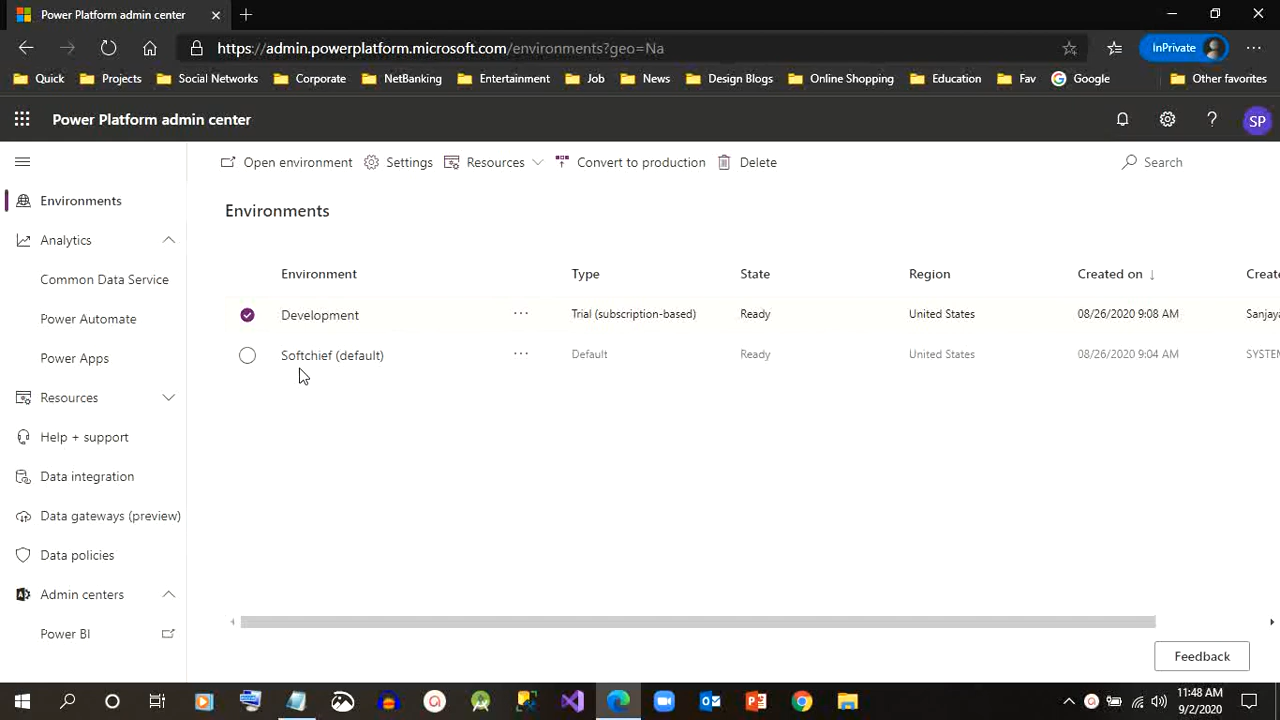 Power Platform admin center
https://admin.powerplatform.microsoft.com/environments?geo=Na
InPrivate
Quick Projects Social Networks Corporate NetBanking Entertainment Job News Design Blogs Online Shopping Education Fav Google Other favorites
Power Platform admin center
SP
Open environment Settings Resources Convert to production Delete Search
Environments
Analytics
Common Data Service
Power Automate
Power Apps
Resources
Help + support
Data integration
Data gateways (preview)
Data policies
Admin centers
Power BI
Environments
Environment Type State Region Created on ↓ Create
Development ... Trial (subscription-based) Ready United States 08/26/2020 9:08 AM Sanjay
Softchief (default) ... Default Ready United States 08/26/2020 9:04 AM SYSTEM
Feedback
11:48 AM
9/2/2020